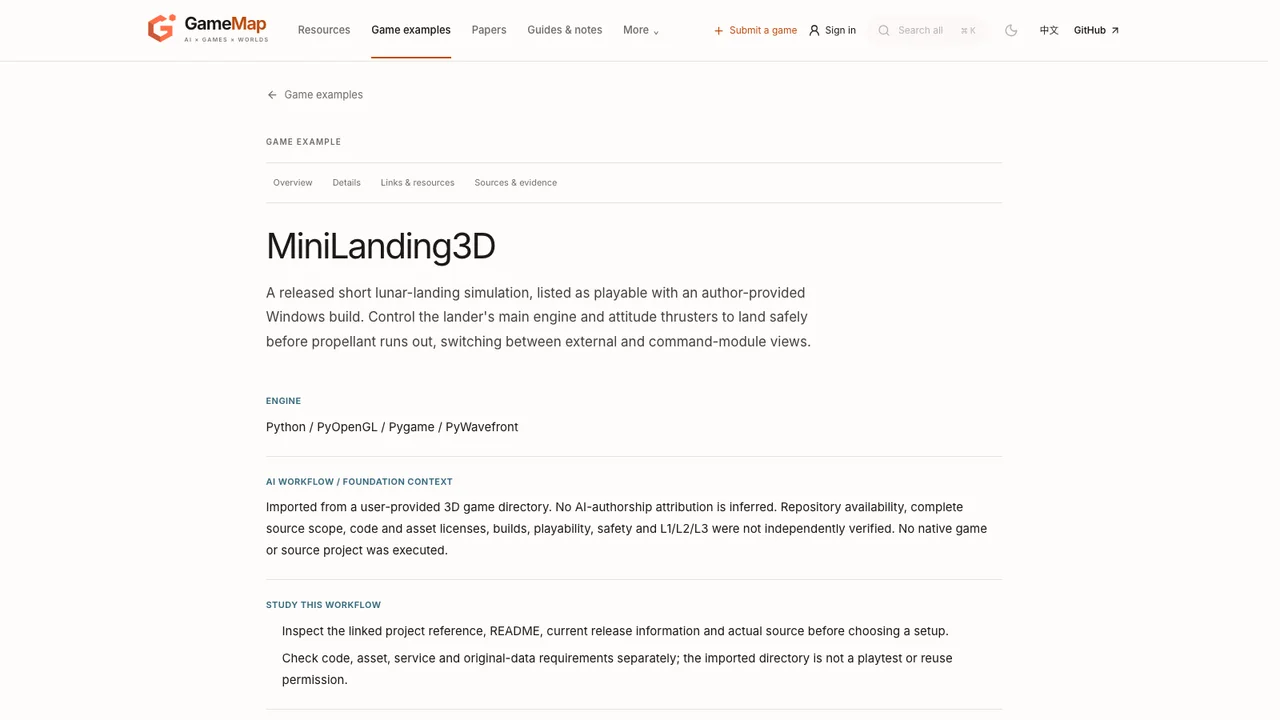 GameMap
AI × GAMES × WORLDS
Resources
Game examples
Papers
Guides & notes
More
Submit a game
Sign in
Search all
⌘ K
中文
GitHub ↗
← Game examples
GAME EXAMPLE
Overview
Details
Links & resources
Sources & evidence
MiniLanding3D
A released short lunar-landing simulation, listed as playable with an author-provided
Windows build. Control the lander's main engine and attitude thrusters to land safely
before propellant runs out, switching between external and command-module views.
ENGINE
Python / PyOpenGL / Pygame / PyWavefront
AI WORKFLOW / FOUNDATION CONTEXT
Imported from a user-provided 3D game directory. No AI-authorship attribution is inferred. Repository availability, complete
source scope, code and asset licenses, builds, playability, safety and L1/L2/L3 were not independently verified. No native game
or source project was executed.
STUDY THIS WORKFLOW
Inspect the linked project reference, README, current release information and actual source before choosing a setup.
Check code, asset, service and original-data requirements separately; the imported directory is not a playtest or reuse
permission.